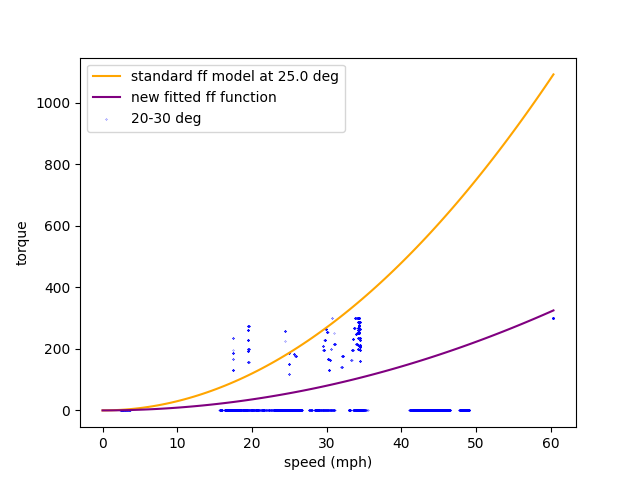 standard ff model at 25.0 deg
new fitted ff function
20-30 deg
torque
1000
800
600
400
200
0
0 10 20 30 40 50 60
speed (mph)